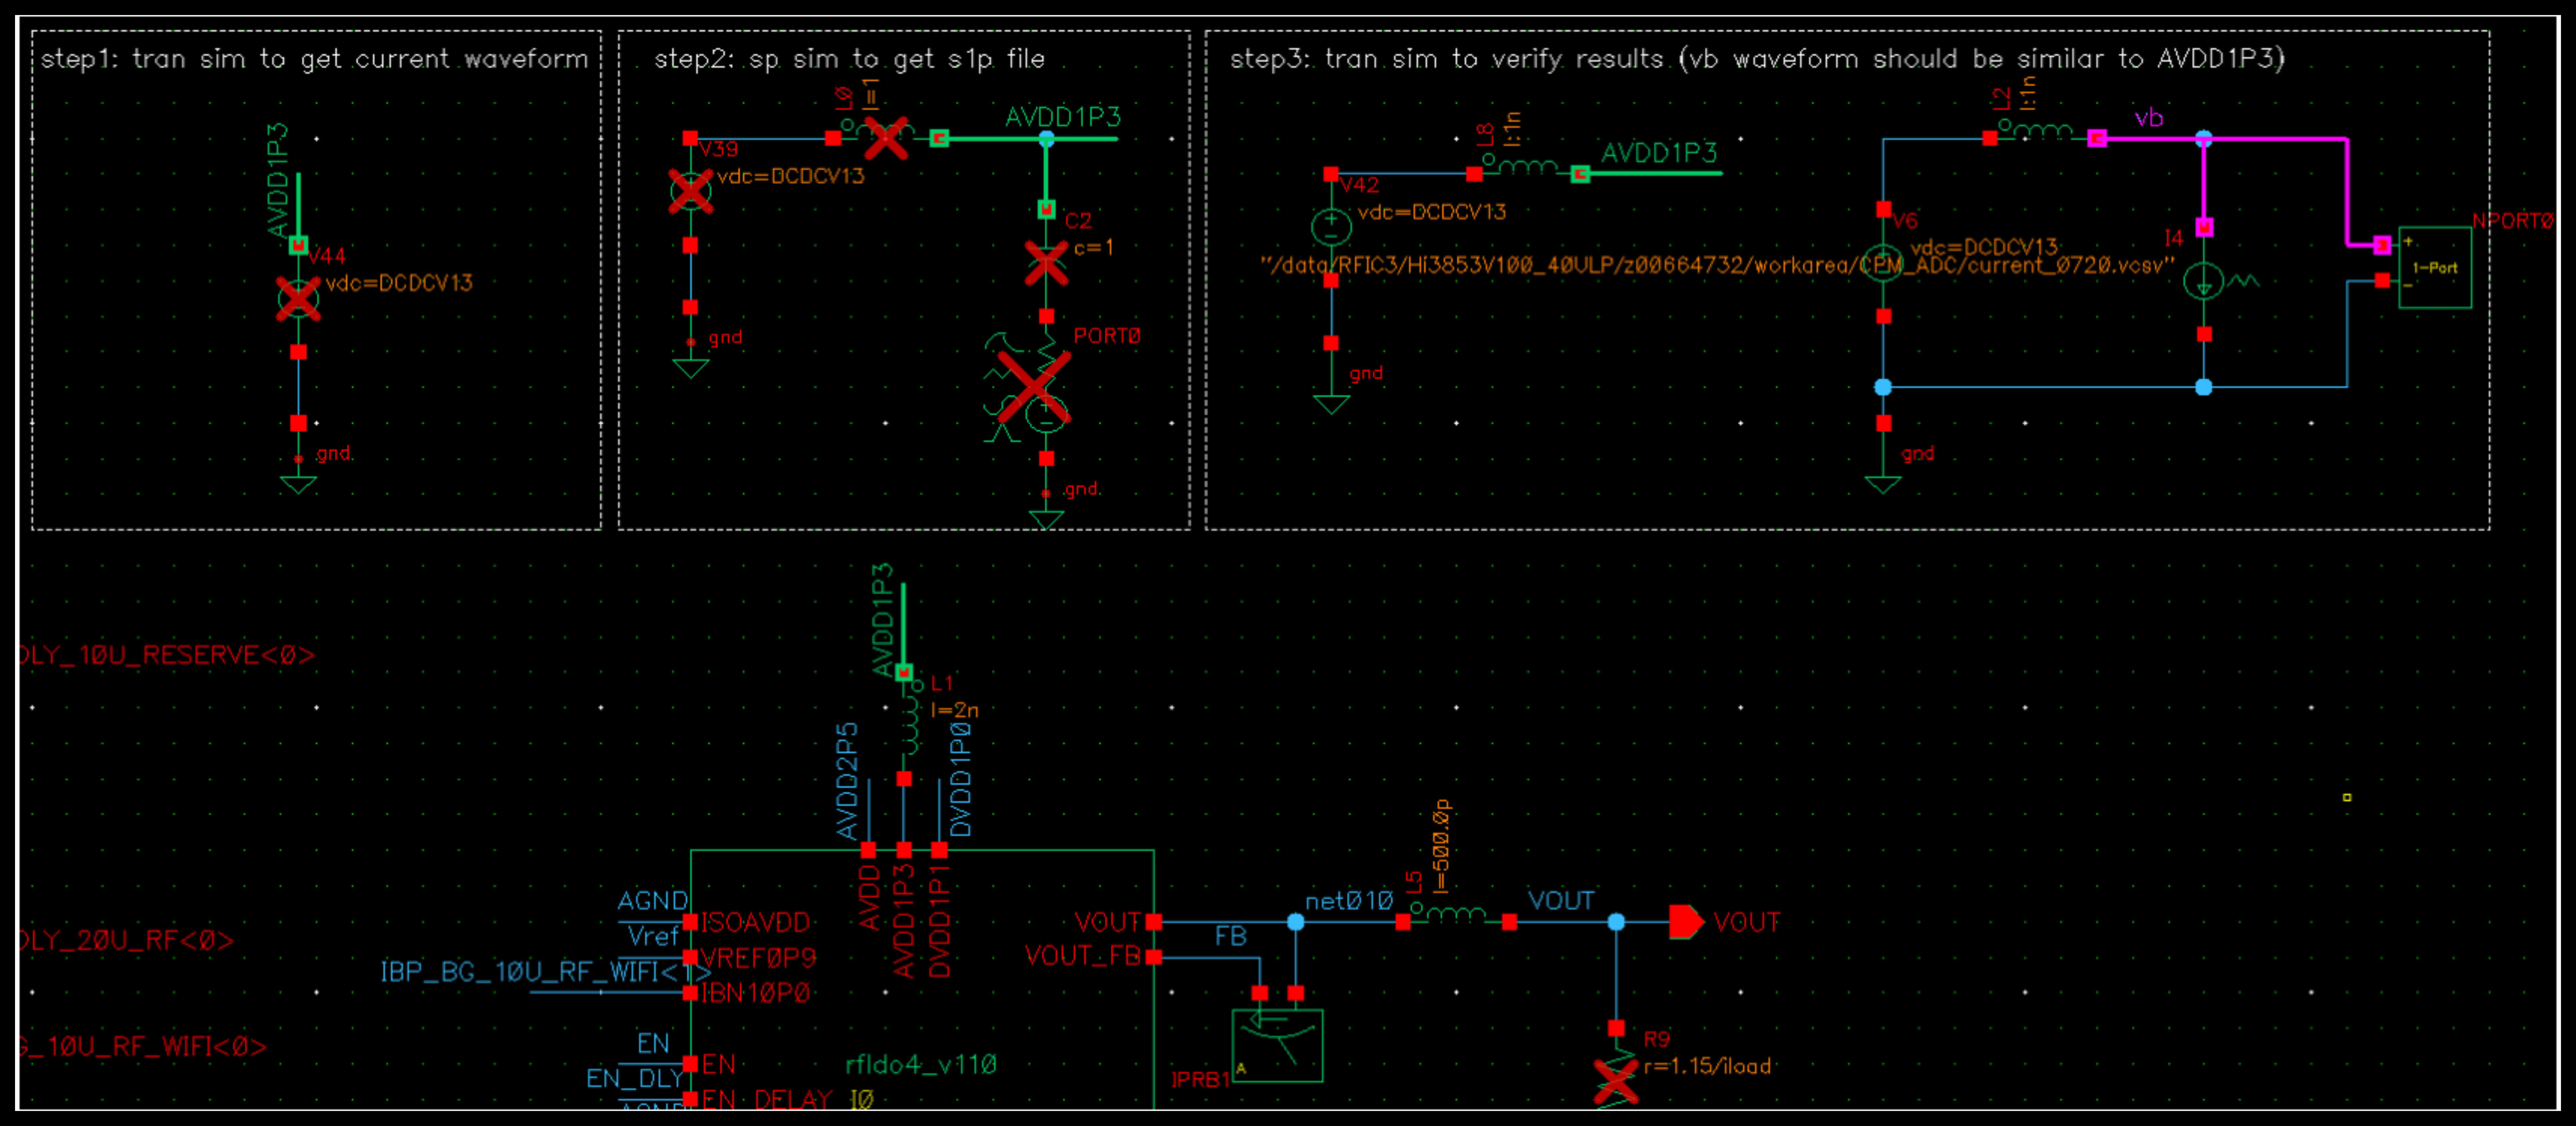 step1: tran sim to get current waveform
AVDD1P3
V44
vdc=DCDCV13
gnd
step2: sp sim to get s1p file
L0
l=1
AVDD1P3
V39
vdc=DCDCV13
C2
c=1
PORT0
gnd
gnd
step3: tran sim to verify results (vb waveform should be similar to AVDD1P3)
L8
l:1n
AVDD1P3
V42
vdc=DCDCV13
"/data/RFIC3/Hi3853V100_40ULP/z00664732/workarea/CPM_ADC/current_0720.vcsv"
gnd
L2
l:1n
vb
V6
vdc=DCDCV13
I4
NPORT0
+
1-Port
−
gnd
AVDD1P3
L1
l=2n
AVDD2P5
DVDD1P0
DLY_10U_RESERVE<0>
DLY_20U_RF<0>
G_10U_RF_WIFI<0>
AVDD
AVDD1P3
DVDD1P1
AGND
ISOAVDD
Vref
VREF0P9
IBP_BG_10U_RF_WIFI<1>
IBN10P0
EN
EN
EN_DLY
EN_DELAY
AGND
rfldo4_v110
I0
VOUT
VOUT_FB
FB
net010
L5
l=500.0p
VOUT
VOUT
IPRB1
A
R9
r=1.15/iload